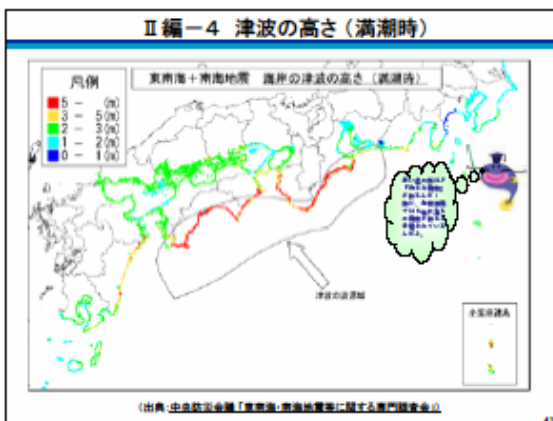 Ⅱ編－4 津波の高さ（満潮時）
東南海＋南海地震 海岸の津波の高さ（満潮時）
凡例
5 － (m)
3 － 5(m)
2 － 3(m)
1 － 2(m)
0 － 1(m)
津波の波源域
小笠原諸島
（出典：中央防災会議「東南海・南海地震等に関する専門調査会」）